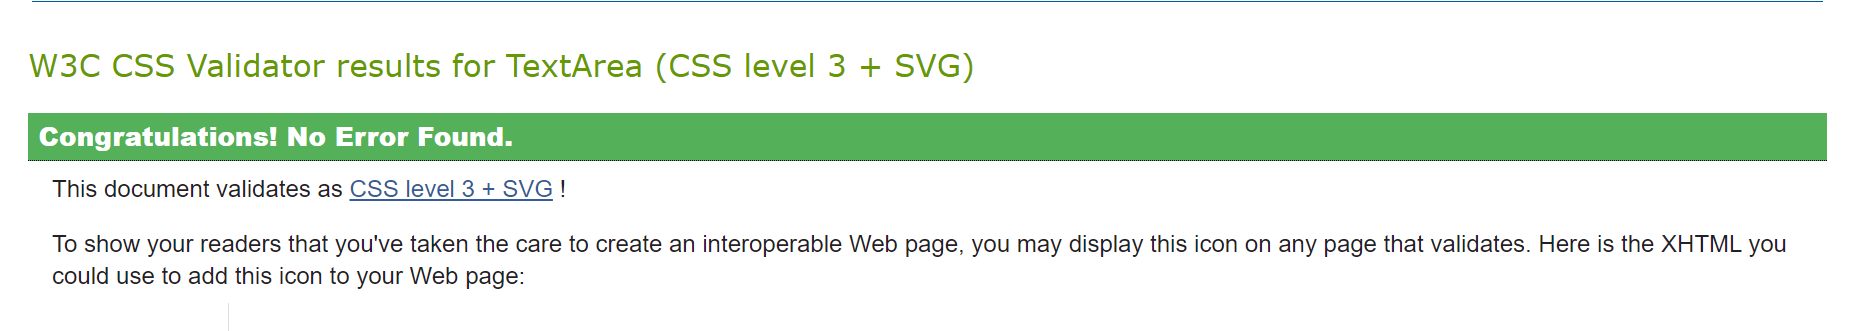 W3C CSS Validator results for TextArea (CSS level 3 + SVG)
Congratulations! No Error Found.
This document validates as CSS level 3 + SVG !
To show your readers that you've taken the care to create an interoperable Web page, you may display this icon on any page that validates. Here is the XHTML you
could use to add this icon to your Web page: